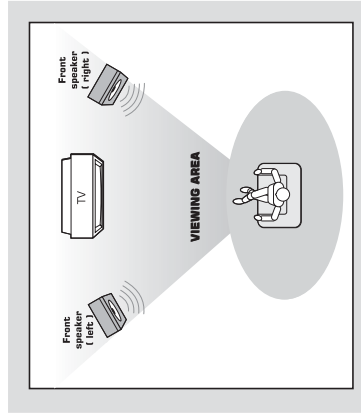 Front
speaker
( right )
TV
VIEWING AREA
Front
speaker
( left )